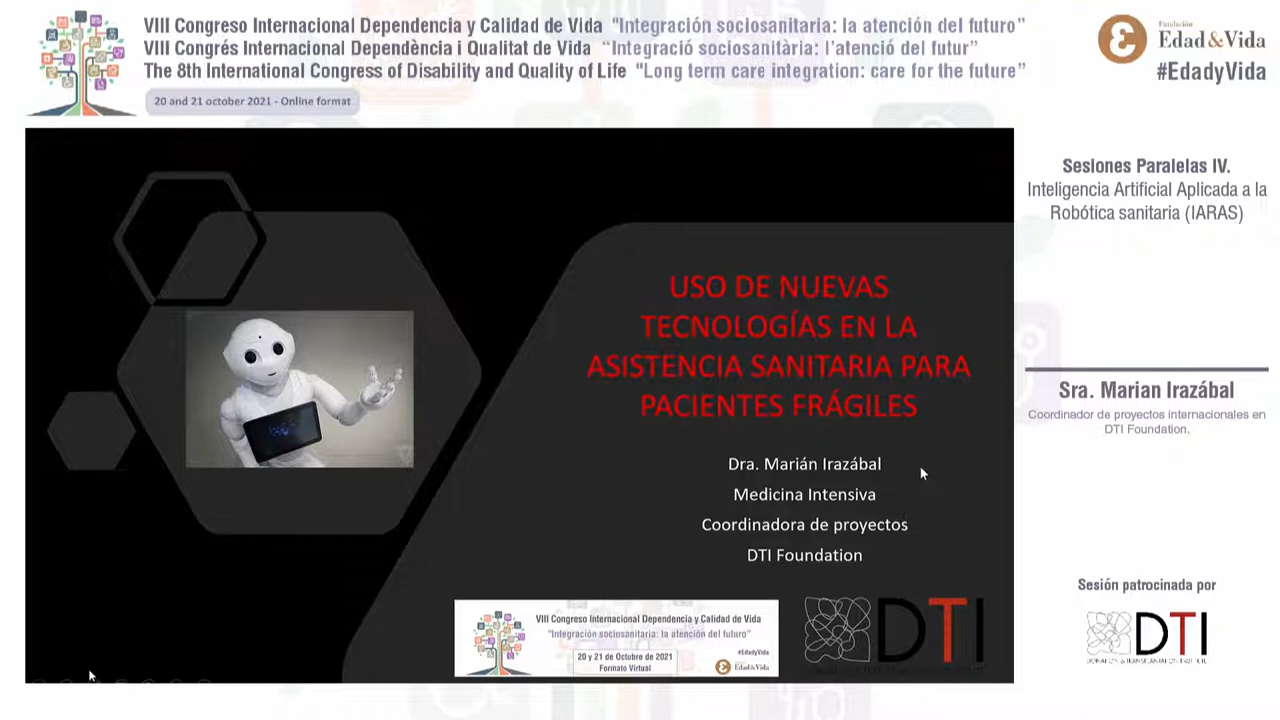 VIII Congreso Internacional Dependencia y Calidad de Vida "Integración sociosanitaria: la atención del futuro"
VIII Congrés Internacional Dependència i Qualitat de Vida "Integració sociosanitària: l'atenció del futur"
The 8th International Congress of Disability and Quality of Life "Long term care integration: care for the future"
20 and 21 october 2021 - Online format
Fundación
Edad&Vida
#EdadyVida
Sesiones Paralelas IV.
Inteligencia Artificial Aplicada a la
Robótica sanitaria (IARAS)
USO DE NUEVAS
TECNOLOGÍAS EN LA
ASISTENCIA SANITARIA PARA
PACIENTES FRÁGILES
Dra. Marián Irazábal
Medicina Intensiva
Coordinadora de proyectos
DTI Foundation
Sra. Marian Irazábal
Coordinador de proyectos internacionales en
DTI Foundation.
VIII Congreso Internacional Dependencia y Calidad de Vida
"Integración sociosanitaria: la atención del futuro"
20 y 21 de Octubre de 2021
Formato Virtual
#EdadyVida
Edad&Vida
DTI
Sesión patrocinada por
DTI
DONATION & TRANSPLANTATION INSTITUTE